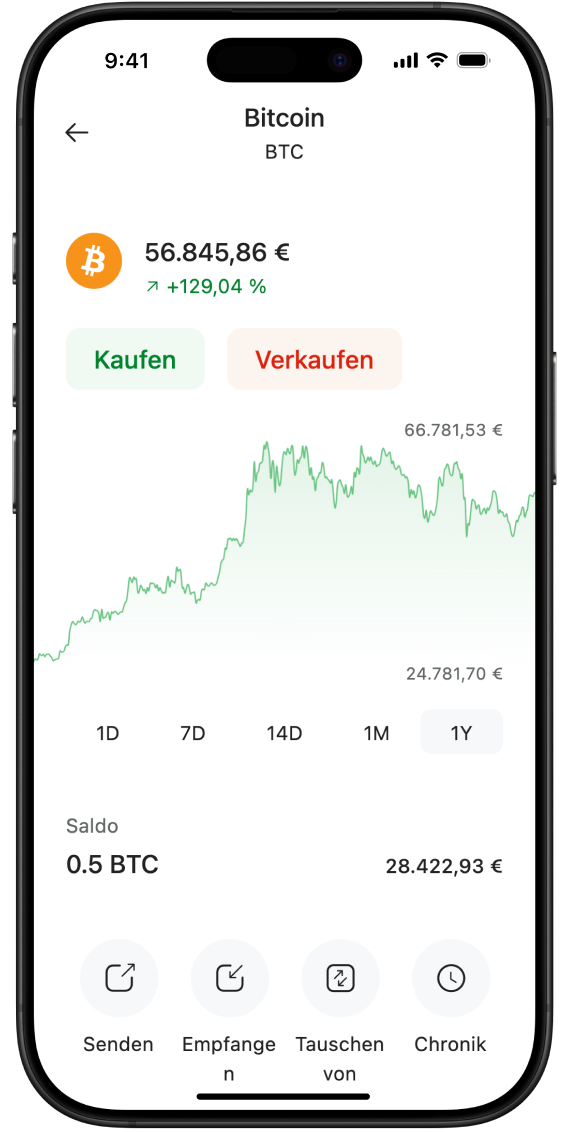 9:41
Bitcoin
BTC
56.845,86 €
+129,04 %
Kaufen
Verkaufen
66.781,53 €
24.781,70 €
1D 7D 14D 1M 1Y
Saldo
0.5 BTC 28.422,93 €
Senden Empfange Tauschen Chronik
n von